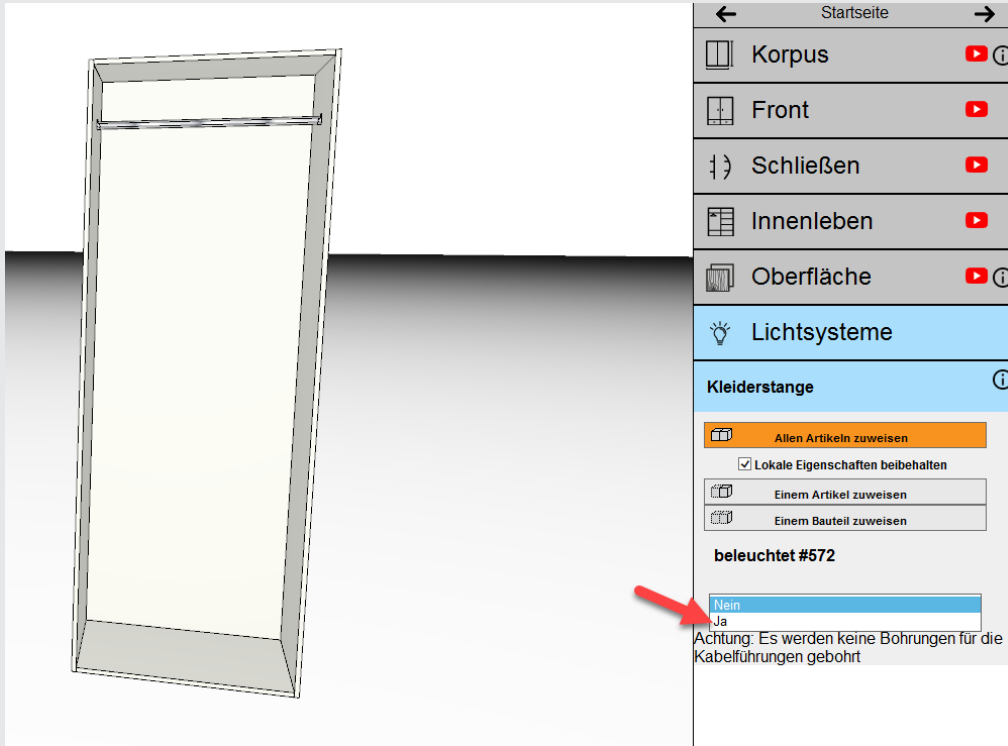 Startseite
Korpus
Front
Schließen
Innenleben
Oberfläche
Lichtsysteme
Kleiderstange
Allen Artikeln zuweisen
Lokale Eigenschaften beibehalten
Einem Artikel zuweisen
Einem Bauteil zuweisen
beleuchtet #572
Nein
Ja
Achtung: Es werden keine Bohrungen für die
Kabelführungen gebohrt